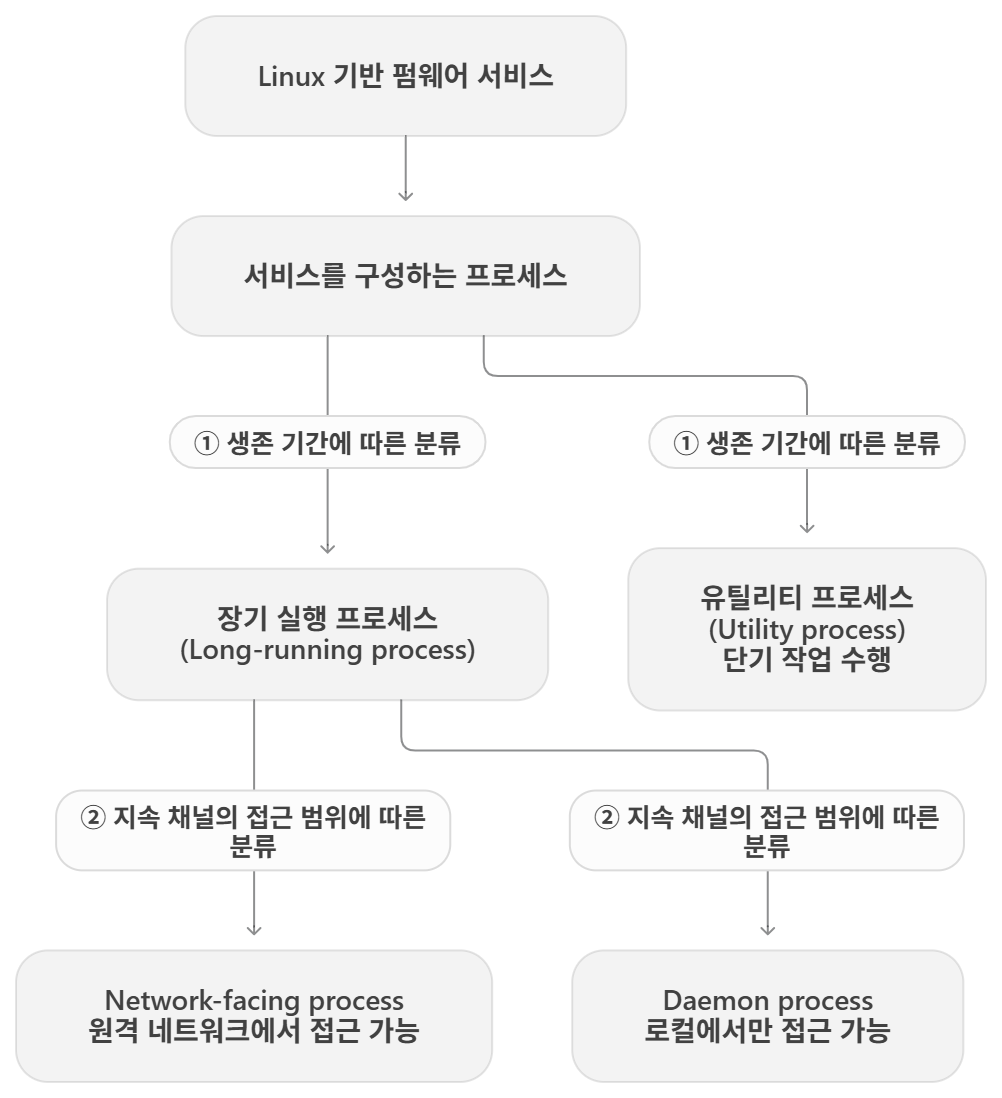 Linux 기반 펌웨어 서비스
서비스를 구성하는 프로세스
① 생존 기간에 따른 분류
① 생존 기간에 따른 분류
장기 실행 프로세스
(Long-running process)
유틸리티 프로세스
(Utility process)
단기 작업 수행
② 지속 채널의 접근 범위에 따른
분류
② 지속 채널의 접근 범위에 따른
분류
Network-facing process
원격 네트워크에서 접근 가능
Daemon process
로컬에서만 접근 가능